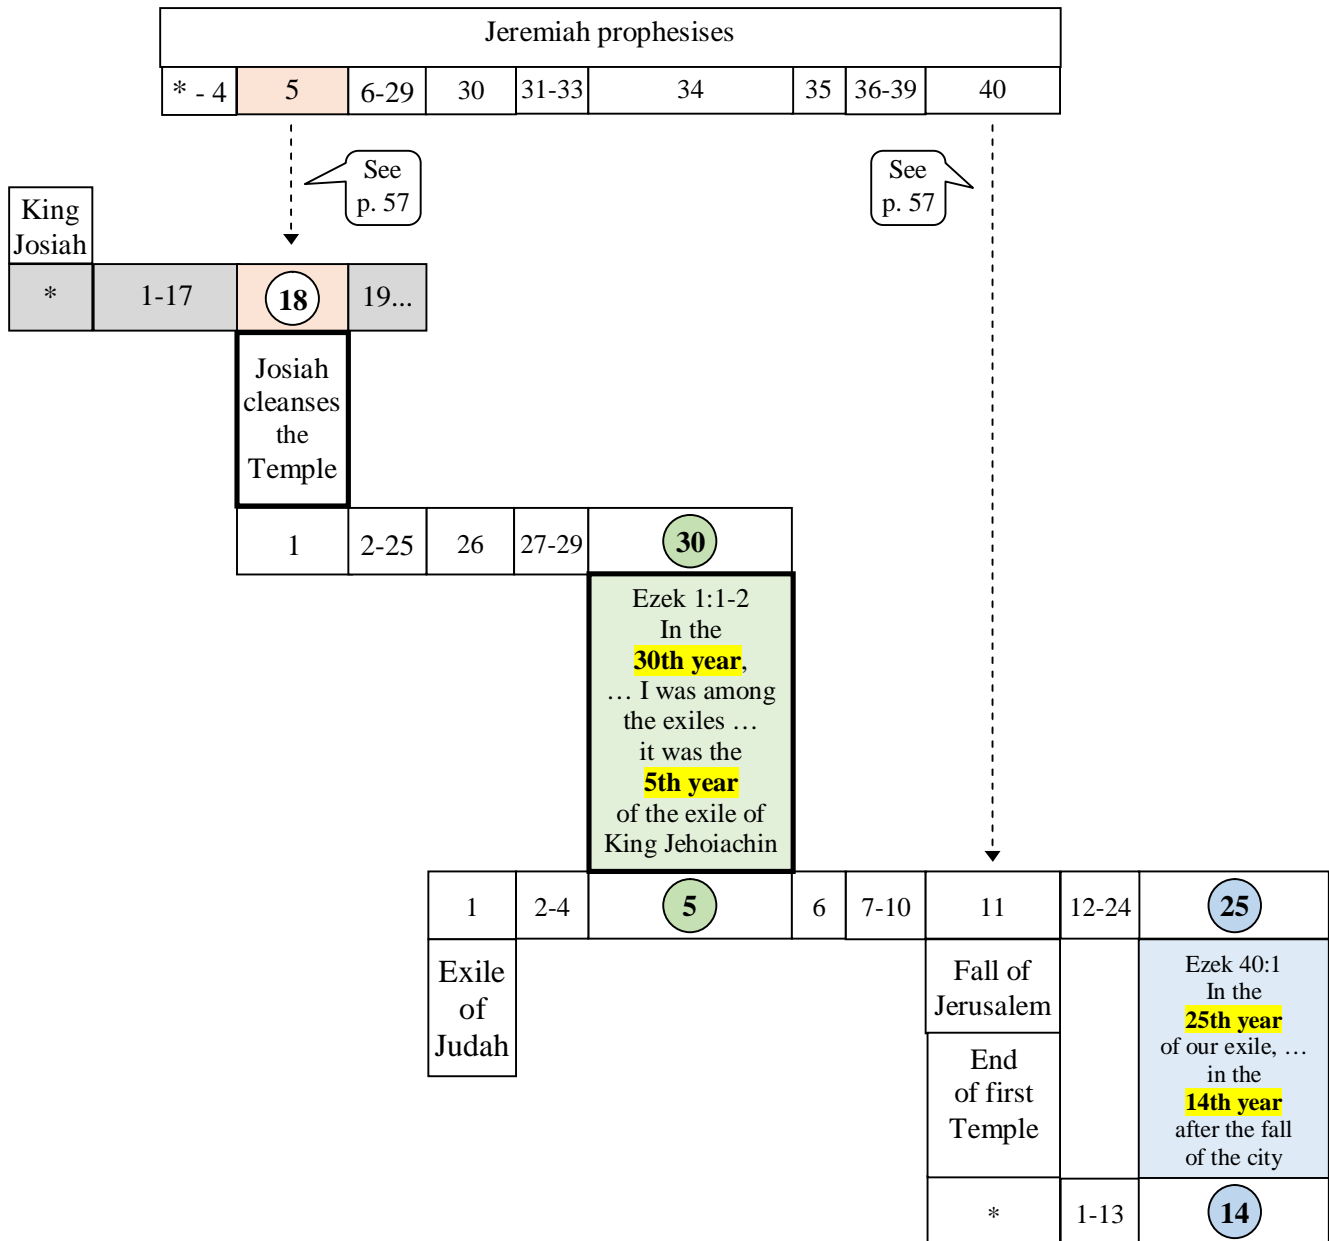 Jeremiah prophesises
* - 4 5 6-29 30 31-33 34 35 36-39 40
See
p. 57
See
p. 57
King
Josiah
* 1-17 18 19...
Josiah
cleanses
the
Temple
1 2-25 26 27-29 30
Ezek 1:1-2
In the
30th year,
… I was among
the exiles …
it was the
5th year
of the exile of
King Jehoiachin
1 2-4 5 6 7-10 11 12-24 25
Exile
of
Judah
Fall of
Jerusalem
End
of first
Temple
Ezek 40:1
In the
25th year
of our exile, …
in the
14th year
after the fall
of the city
* 1-13 14